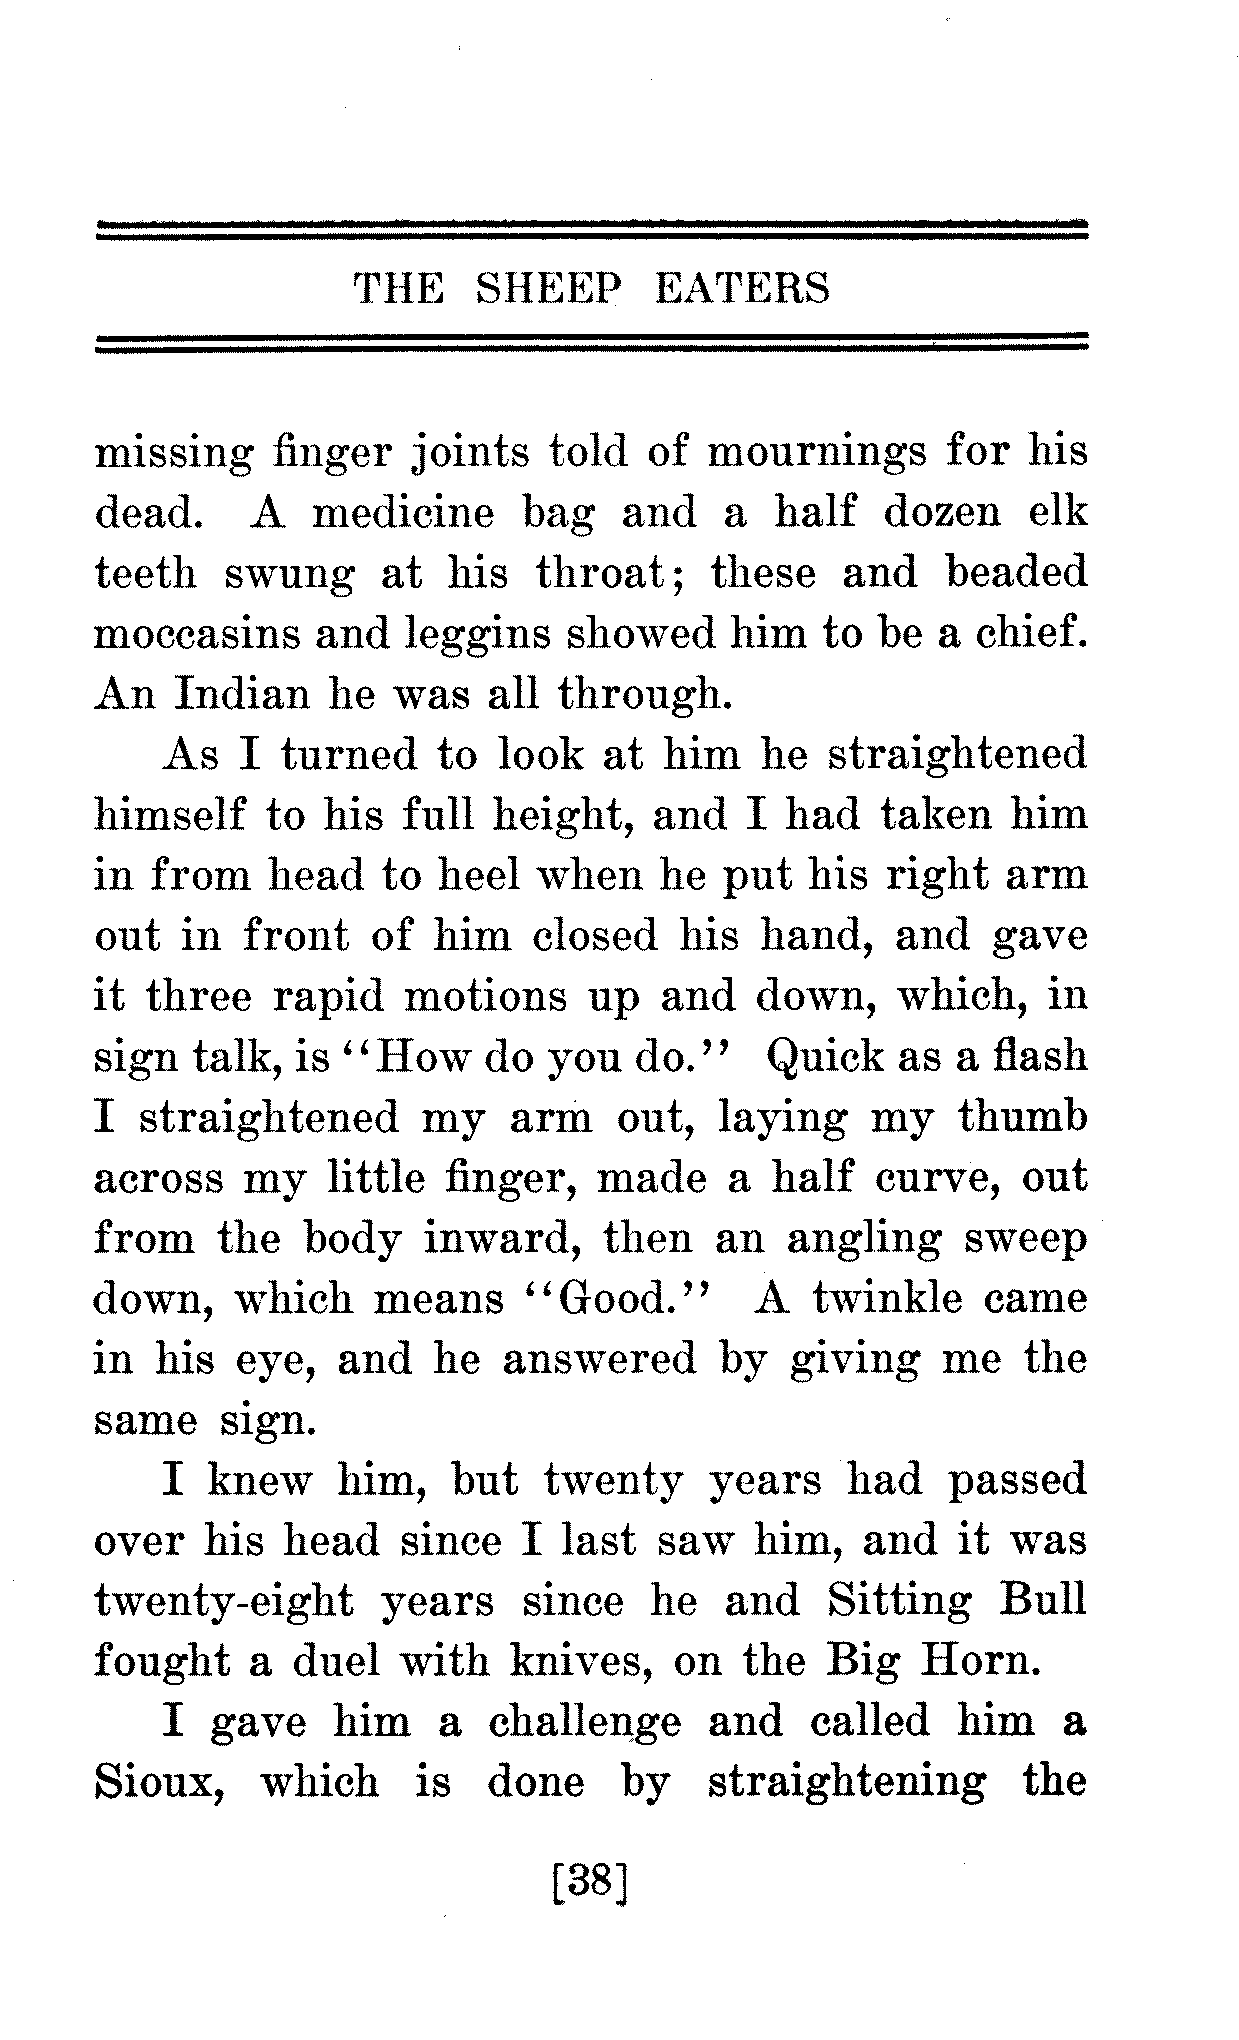 THE SHEEP EATERS
missing finger joints told of mournings for his
dead. A medicine bag and a half dozen elk
teeth swung at his throat; these and beaded
moccasins and leggins showed him to be a chief.
An Indian he was all through.
As I turned to look at him he straightened
himself to his full height, and I had taken him
in from head to heel when he put his right arm
out in front of him closed his hand, and gave
it three rapid motions up and down, which, in
sign talk, is "How do you do." Quick as a flash
I straightened my arm out, laying my thumb
across my little finger, made a half curve, out
from the body inward, then an angling sweep
down, which means "Good." A twinkle came
in his eye, and he answered by giving me the
same sign.
I knew him, but twenty years had passed
over his head since I last saw him, and it was
twenty-eight years since he and Sitting Bull
fought a duel with knives, on the Big Horn.
I gave him a challenge and called him a
Sioux, which is done by straightening the
[38]